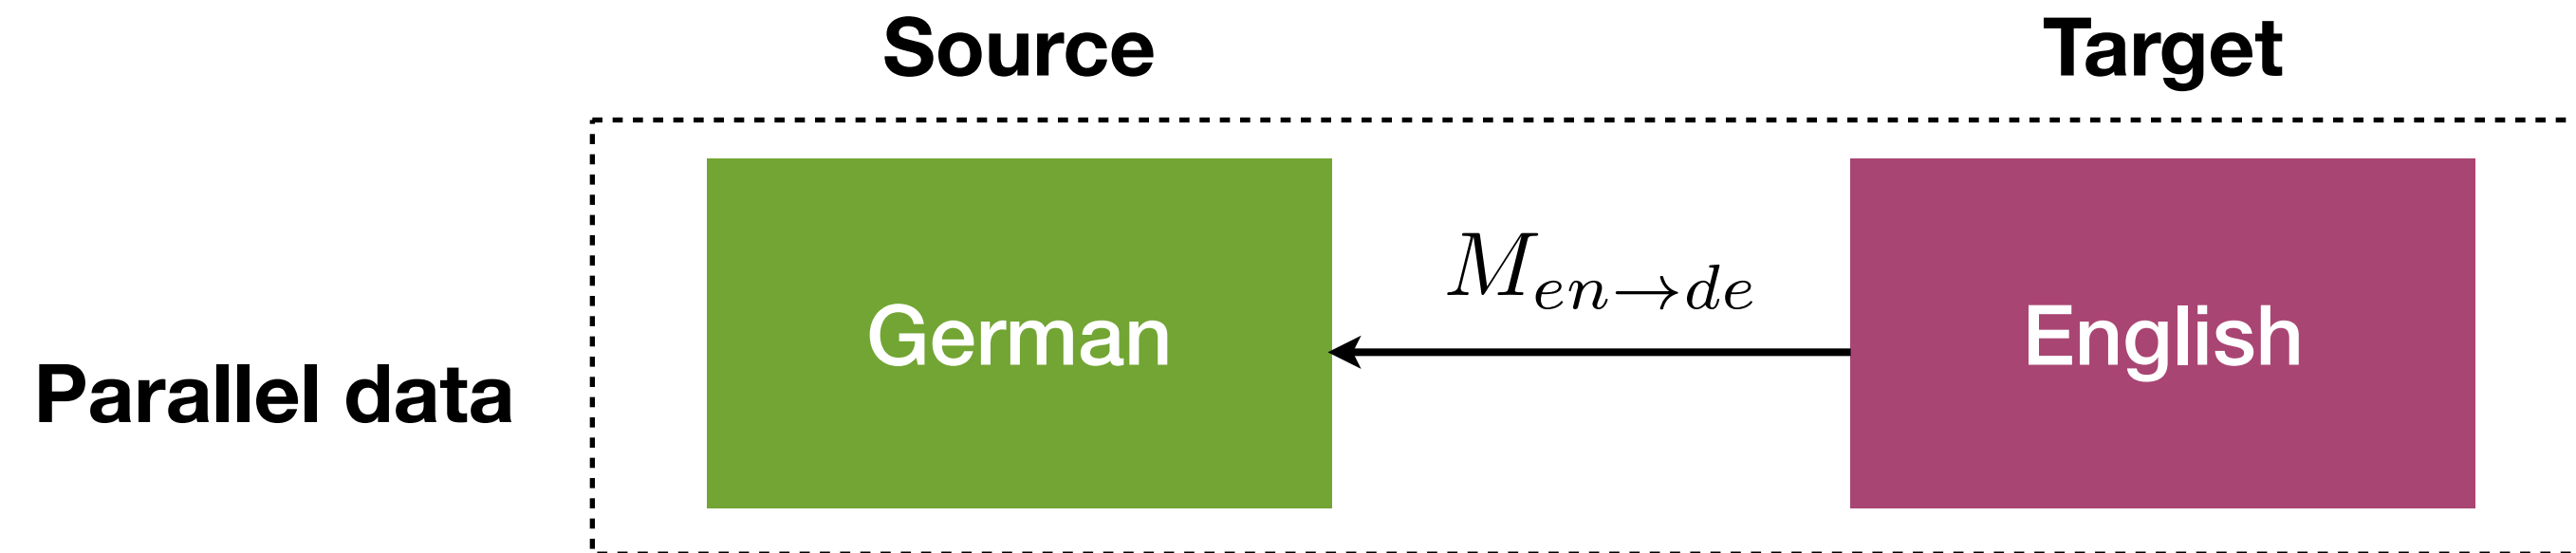 Source
Target
M_{en→de}
German
English
Parallel data